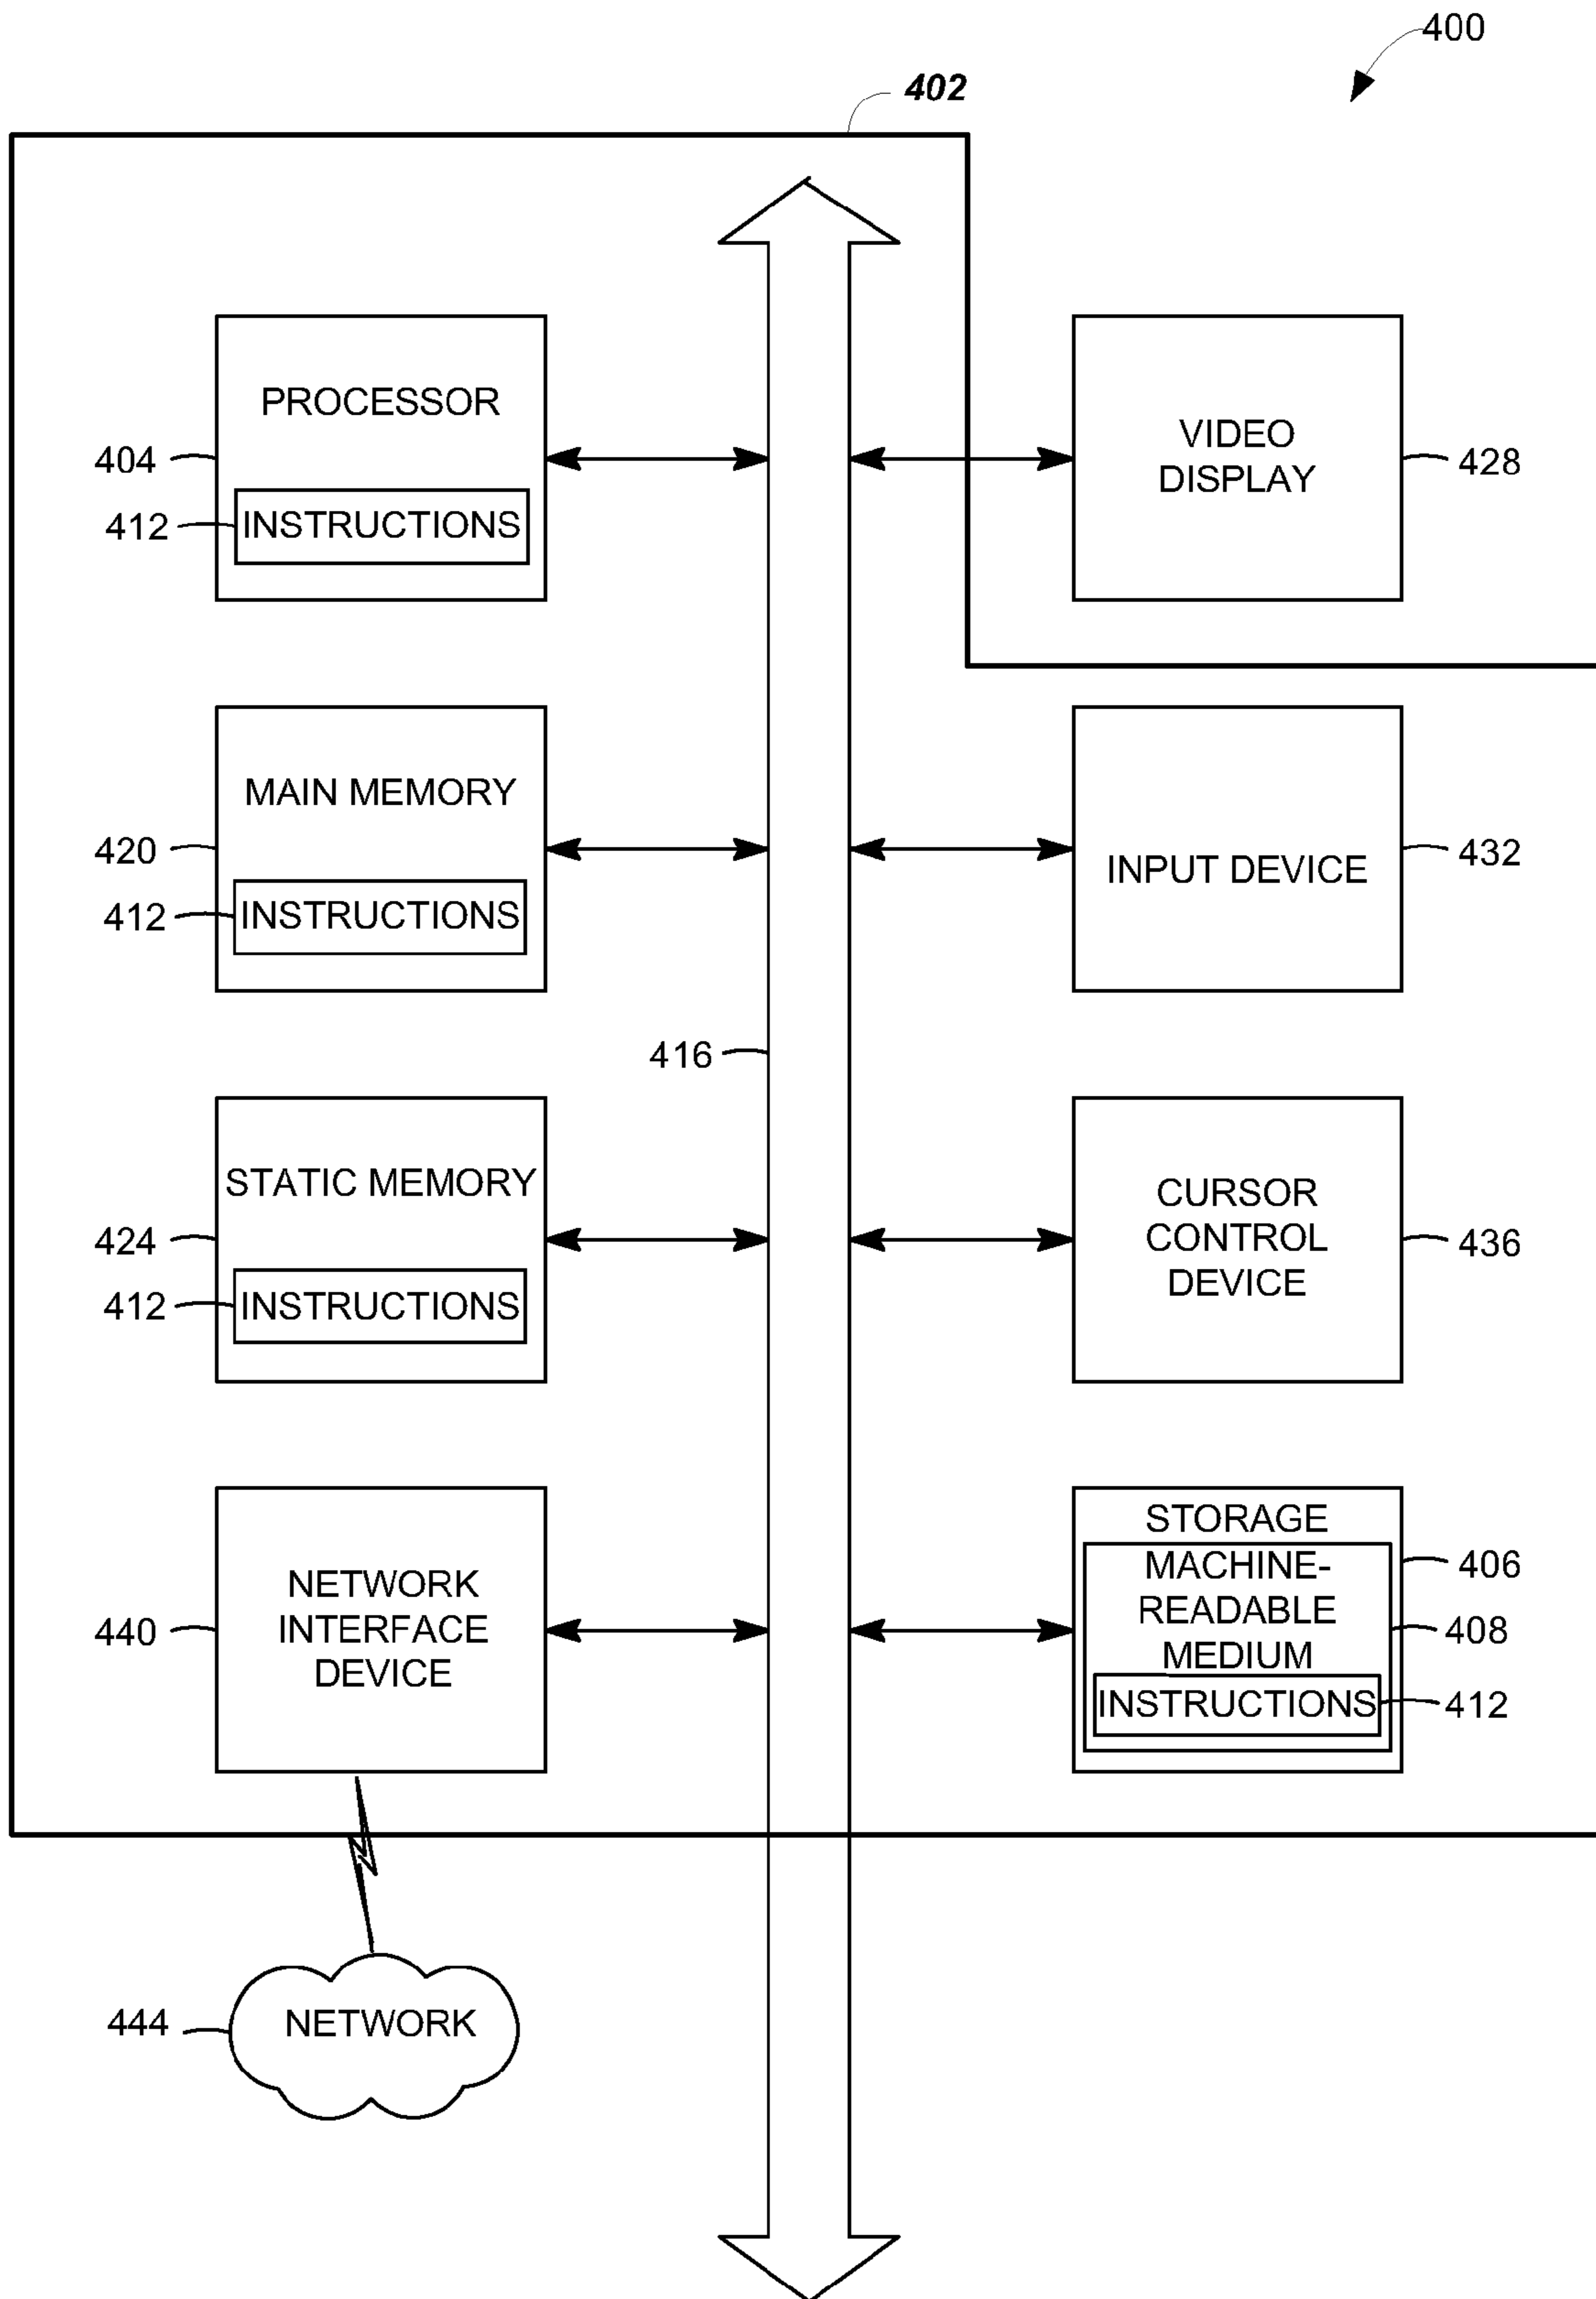 400
402
PROCESSOR
404
412
INSTRUCTIONS
VIDEO
DISPLAY
428
MAIN MEMORY
420
412
INSTRUCTIONS
INPUT DEVICE
432
416
STATIC MEMORY
424
412
INSTRUCTIONS
CURSOR
CONTROL
DEVICE
436
NETWORK
INTERFACE
DEVICE
440
STORAGE
MACHINE-
READABLE
MEDIUM
INSTRUCTIONS
406
408
412
444
NETWORK